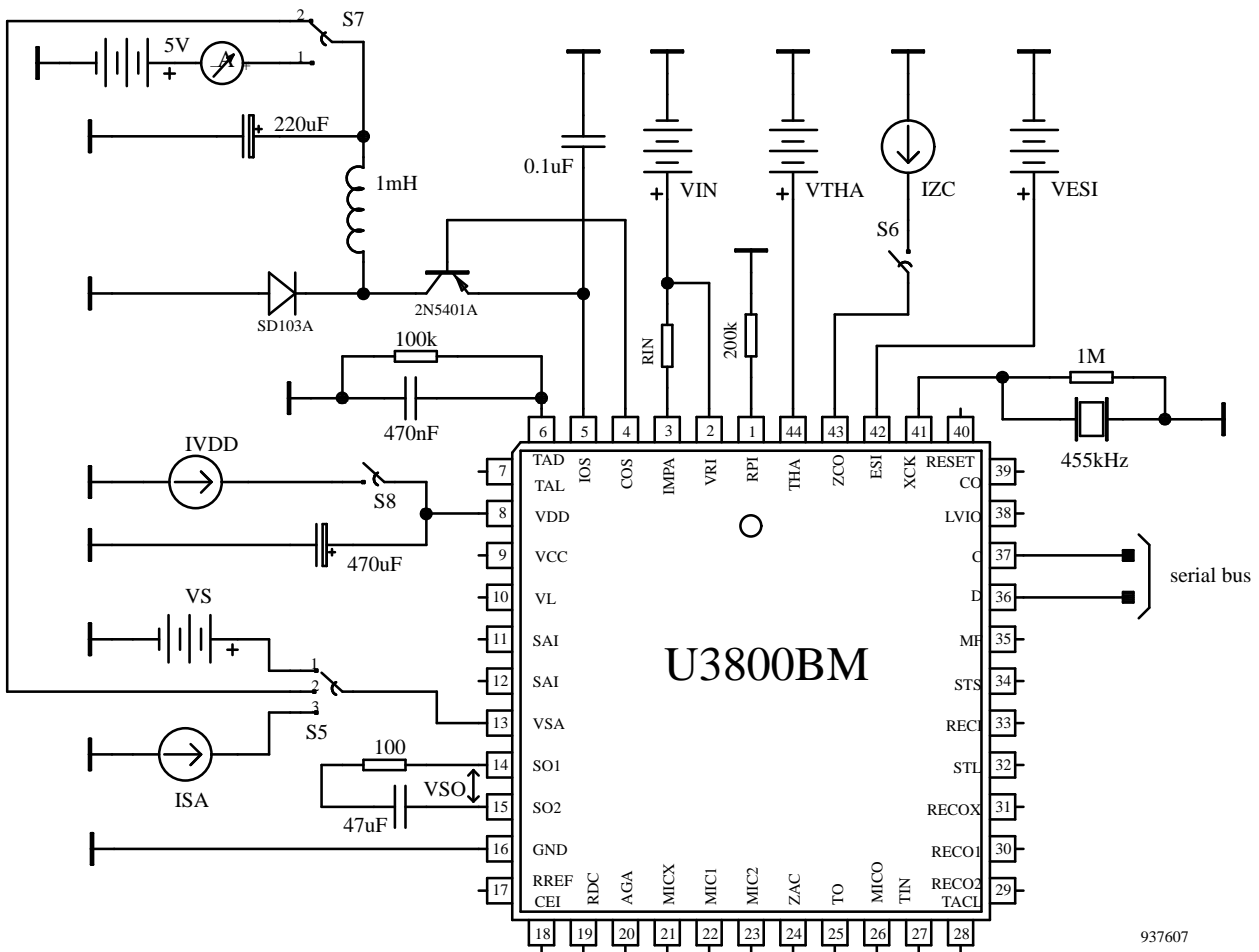 2
S7
5V
+
A
+
1
220uF
+
1mH
0.1uF
+
VIN
+
VTHA
IZC
+
VESI
S6
SD103A
2N5401A
100k
470nF
RIN
200k
1M
455kHz
6
5
4
3
2
1
44
43
42
41
40
TAD
TAL
IOS
COS
IMPA
VRI
RPI
THA
ZCO
ESI
XCK
RESET
CO
IVDD
S8
7
39
8
VDD
LVIO
38
+
470uF
9
VCC
C
37
serial bus
10
VL
D
36
VS
+
11
SAI
MF
35
U3800BM
1
2
3
S5
12
SAI
STS
34
13
VSA
RECI
33
ISA
100
VSO
47uF
14
SO1
STL
32
15
SO2
RECOX
31
16
GND
RECO1
30
17
RREF
CEI
RDC
AGA
MICX
MIC1
MIC2
ZAC
TO
MICO
TIN
RECO2
TACL
29
18
19
20
21
22
23
24
25
26
27
28
937607